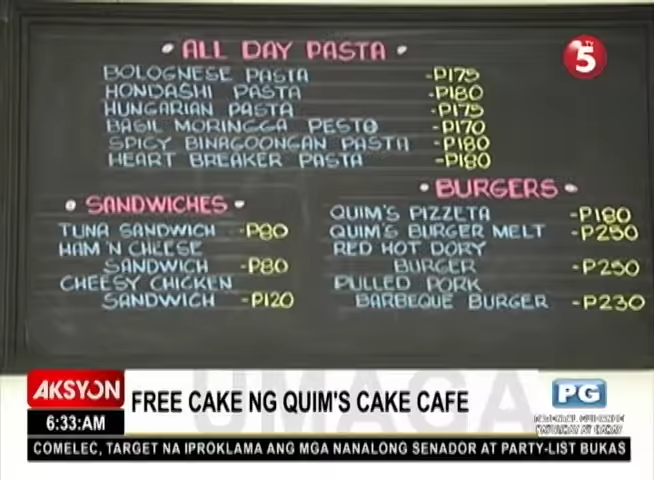 • ALL DAY PASTA •
BOLOGNESE PASTA -P175
HONDASHI PASTA -P180
HUNGARIAN PASTA -P175
BASIL MORINGGA PESTO -P170
SPICY BINAGOONGAN PASTA -P180
HEART BREAKER PASTA -P180
• SANDWICHES •
TUNA SANDWICH -P80
HAM 'N CHEESE
SANDWICH -P80
CHEESY CHICKEN
SANDWICH -P120
• BURGERS •
QUIM'S PIZZETA -P180
QUIM'S BURGER MELT -P250
RED HOT DORY
BURGER -P250
PULLED PORK
BARBEQUE BURGER -P230
TV
5
AKSYON
6:33:AM
UMAGA
FREE CAKE NG QUIM'S CAKE CAFE
PG
COMELEC, TARGET NA IPROKLAMA ANG MGA NANALONG SENADOR AT PARTY-LIST BUKAS